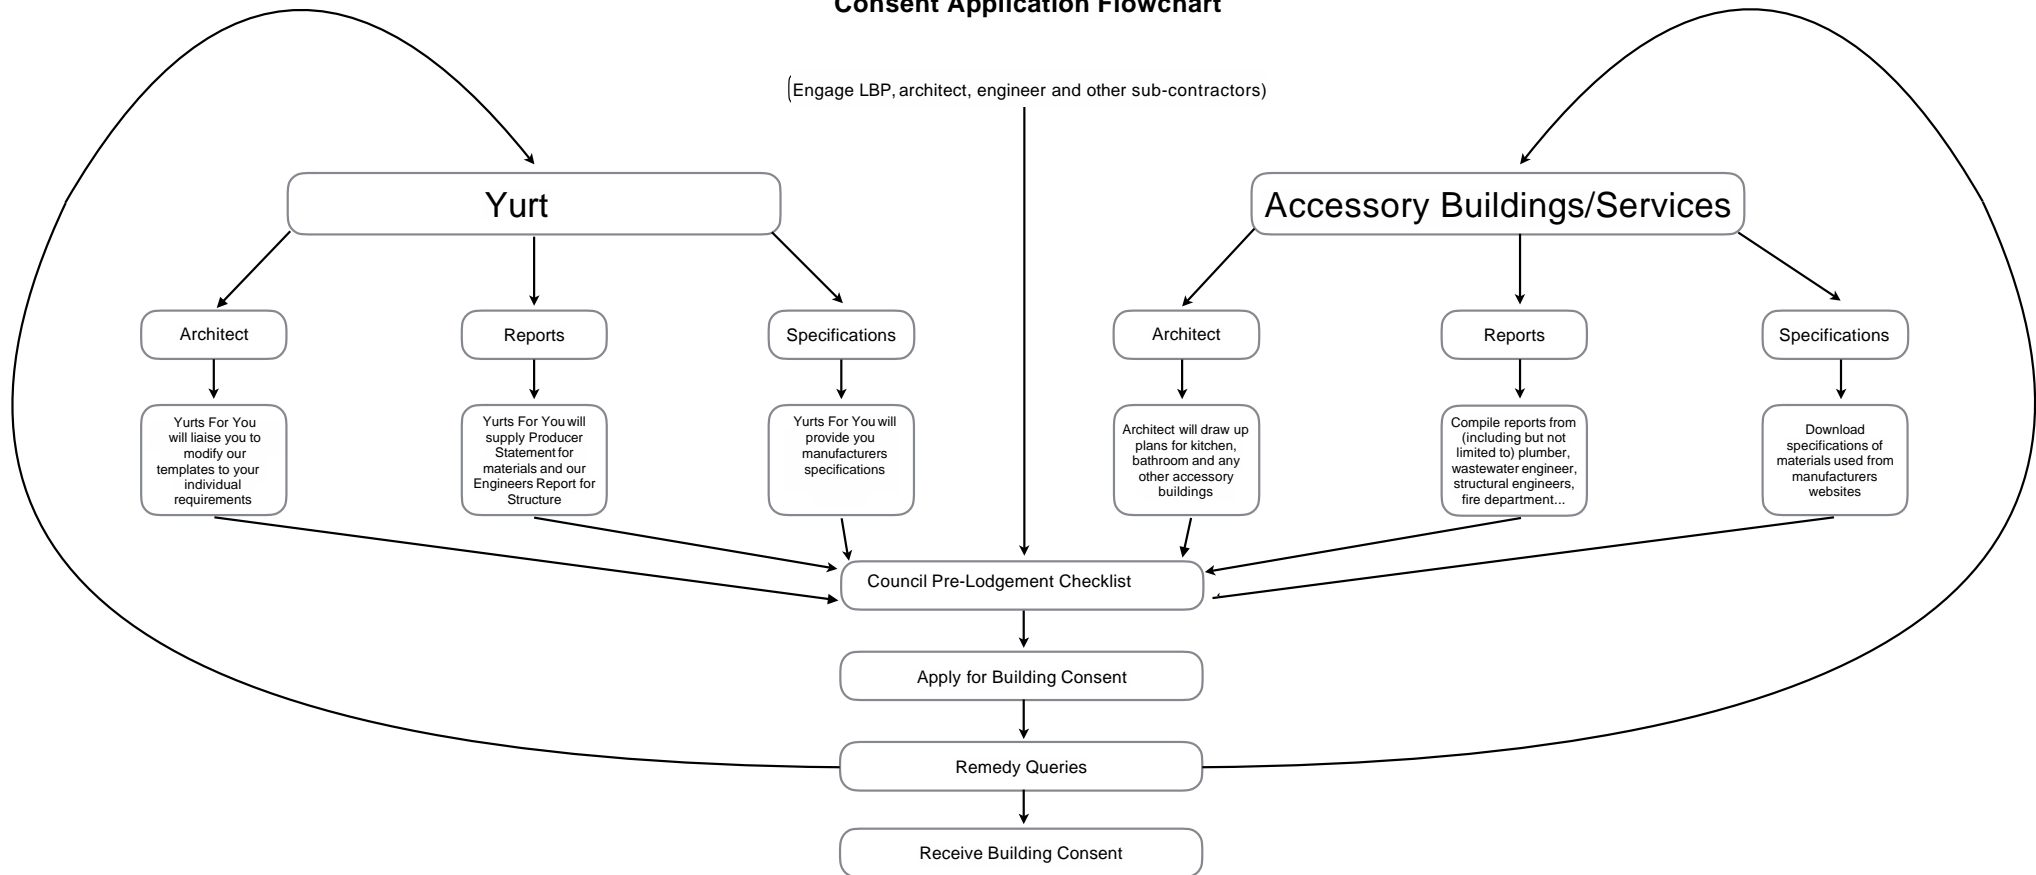 Consent Application Flowchart
(Engage LBP, architect, engineer and other sub-contractors)
Yurt
Accessory Buildings/Services
Architect
Reports
Specifications
Architect
Reports
Specifications
Yurts For You
will liaise you to
modify our
templates to your
individual
requirements
Yurts For You will
supply Producer
Statement for
materials and our
Engineers Report for
Structure
Yurts For You will
provide you
manufacturers
specifications
Architect will draw up
plans for kitchen,
bathroom and any
other accessory
buildings
Compile reports from
(including but not
limited to) plumber,
wastewater engineer,
structural engineers,
fire department...
Download
specifications of
materials used from
manufacturers
websites
Council Pre-Lodgement Checklist
Apply for Building Consent
Remedy Queries
Receive Building Consent